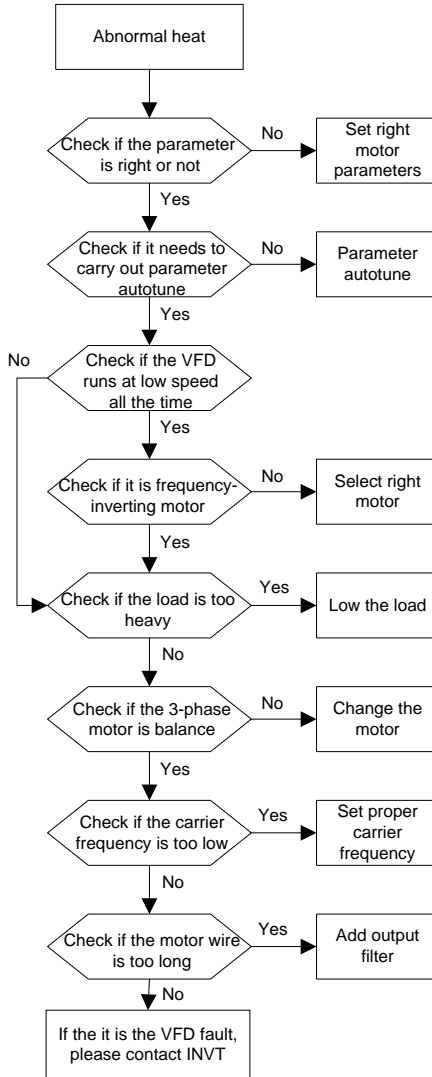 Abnormal heat
Check if the parameter
is right or not
No
Set right
motor
parameters
Yes
Check if it needs to
carry out parameter
autotune
No
Parameter
autotune
Yes
No
Check if the VFD
runs at low speed
all the time
Yes
Check if it is frequency-
inverting motor
No
Select right
motor
Yes
Check if the load is too
heavy
Yes
Low the load
No
Check if the 3-phase
motor is balance
No
Change the
motor
Yes
Check if the carrier
frequency is too low
Yes
Set proper
carrier
frequency
No
Check if the motor wire
is too long
Yes
Add output
filter
No
If the it is the VFD fault,
please contact INVT